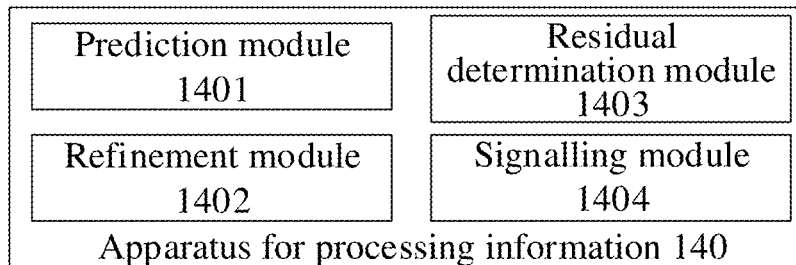 Prediction module
1401
Residual
determination module
1403
Refinement module
1402
Signalling module
1404
Apparatus for processing information 140